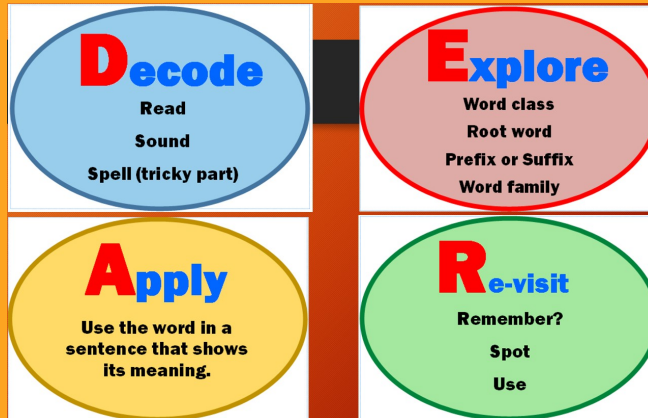 Decode
Read
Sound
Spell (tricky part)
Explore
Word class
Root word
Prefix or Suffix
Word family
Apply
Use the word in a
sentence that shows
its meaning.
Re-visit
Remember?
Spot
Use